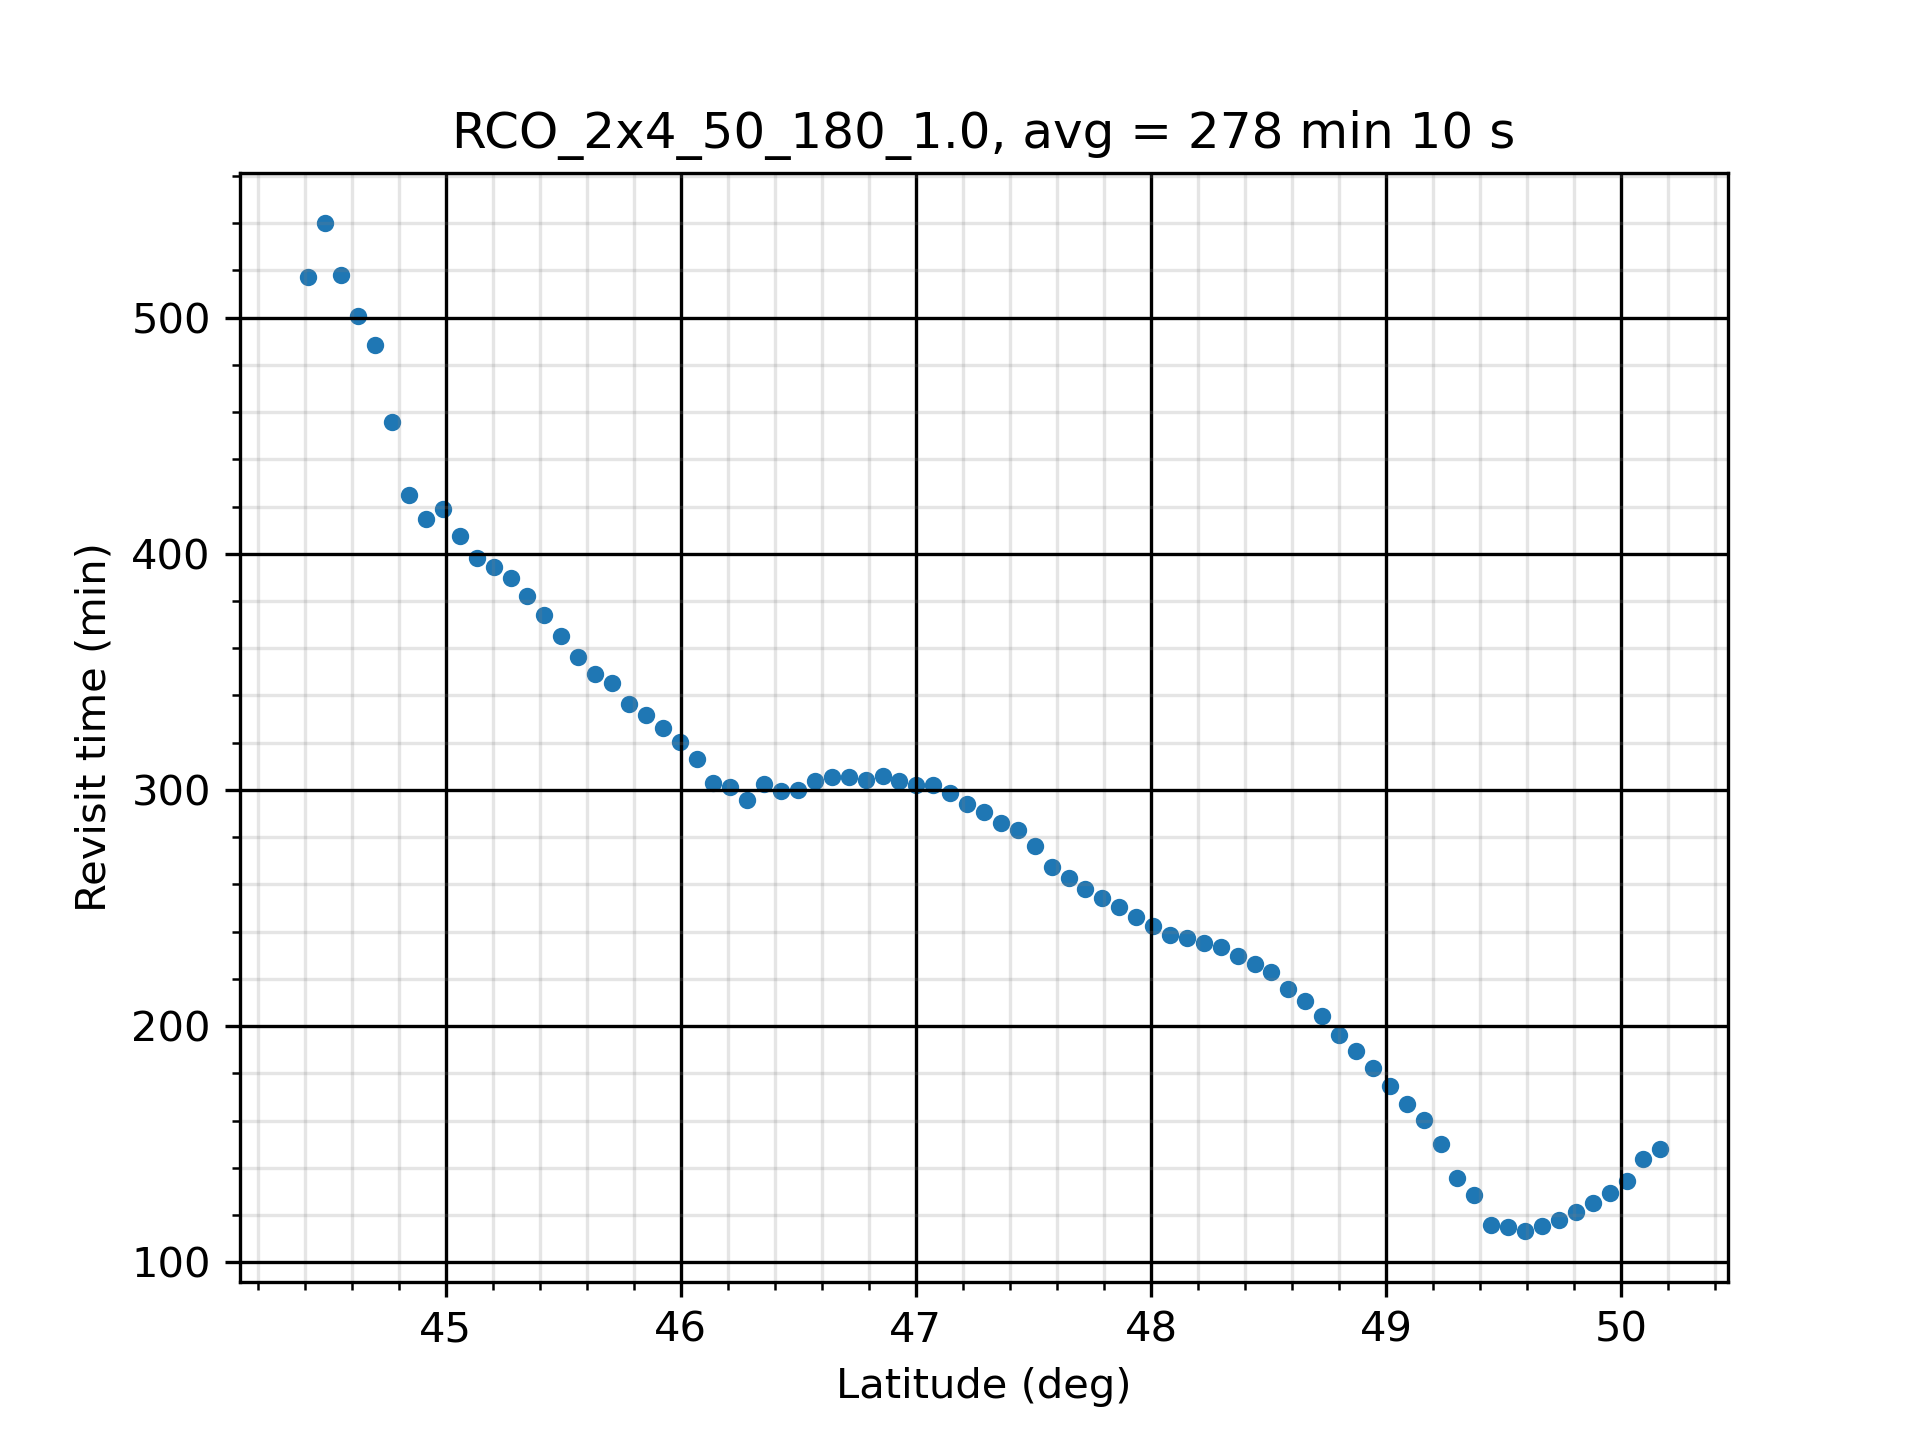 RCO_2x4_50_180_1.0, avg = 278 min 10 s
Revisit time (min)
500
400
300
200
100
45 46 47 48 49 50
Latitude (deg)